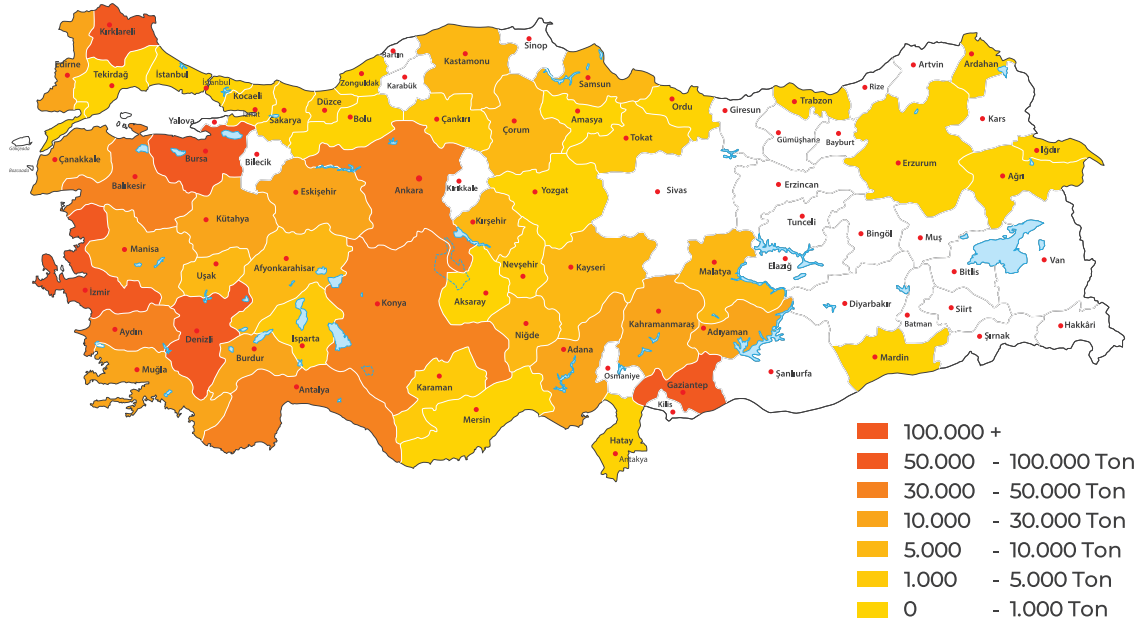 Kırklareli
Edirne
Tekirdağ
İstanbul
İstanbul
Kocaeli
İzmit
Sakarya
Yalova
Düzce
Bolu
Zonguldak
Bartın
Karabük
Kastamonu
Sinop
Samsun
Çankırı
Çorum
Amasya
Tokat
Ordu
Giresun
Trabzon
Gümüşhane
Bayburt
Rize
Artvin
Ardahan
Kars
Iğdır
Ağrı
Erzurum
Gökçeada
Bozcaada
Çanakkale
Balıkesir
Bursa
Bilecik
Eskişehir
Ankara
Kırıkkale
Yozgat
Sivas
Erzincan
Tunceli
Bingöl
Muş
Bitlis
Van
Kütahya
Manisa
Uşak
Afyonkarahisar
Kırşehir
Nevşehir
Kayseri
Malatya
Elazığ
Diyarbakır
Batman
Siirt
Şırnak
Hakkâri
İzmir
Aydın
Denizli
Isparta
Burdur
Konya
Aksaray
Niğde
Adana
Kahramanmaraş
Adıyaman
Mardin
Şanlıurfa
Muğla
Antalya
Karaman
Mersin
Osmaniye
Gaziantep
Kilis
Hatay
Antakya
100.000 +
50.000 - 100.000 Ton
30.000 - 50.000 Ton
10.000 - 30.000 Ton
5.000 - 10.000 Ton
1.000 - 5.000 Ton
0 - 1.000 Ton